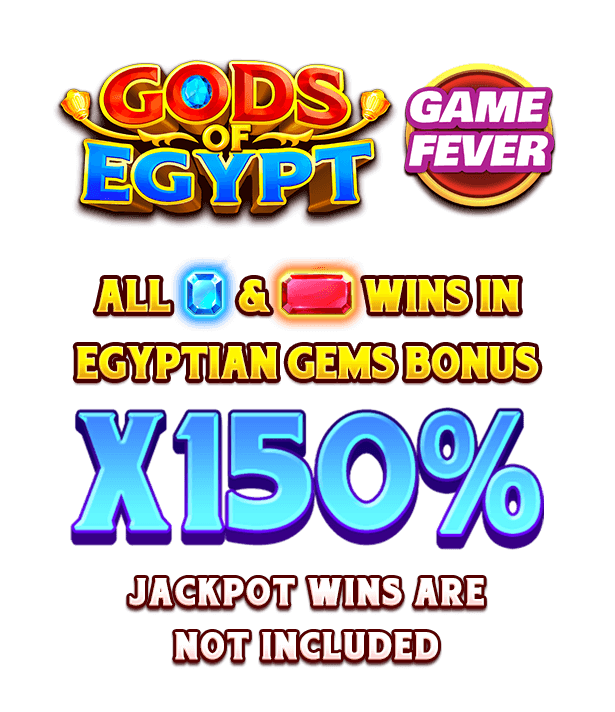 GODS
OF
EGYPT
GAME
FEVER
ALL & WINS IN
EGYPTIAN GEMS BONUS
X150%
JACKPOT WINS ARE
NOT INCLUDED